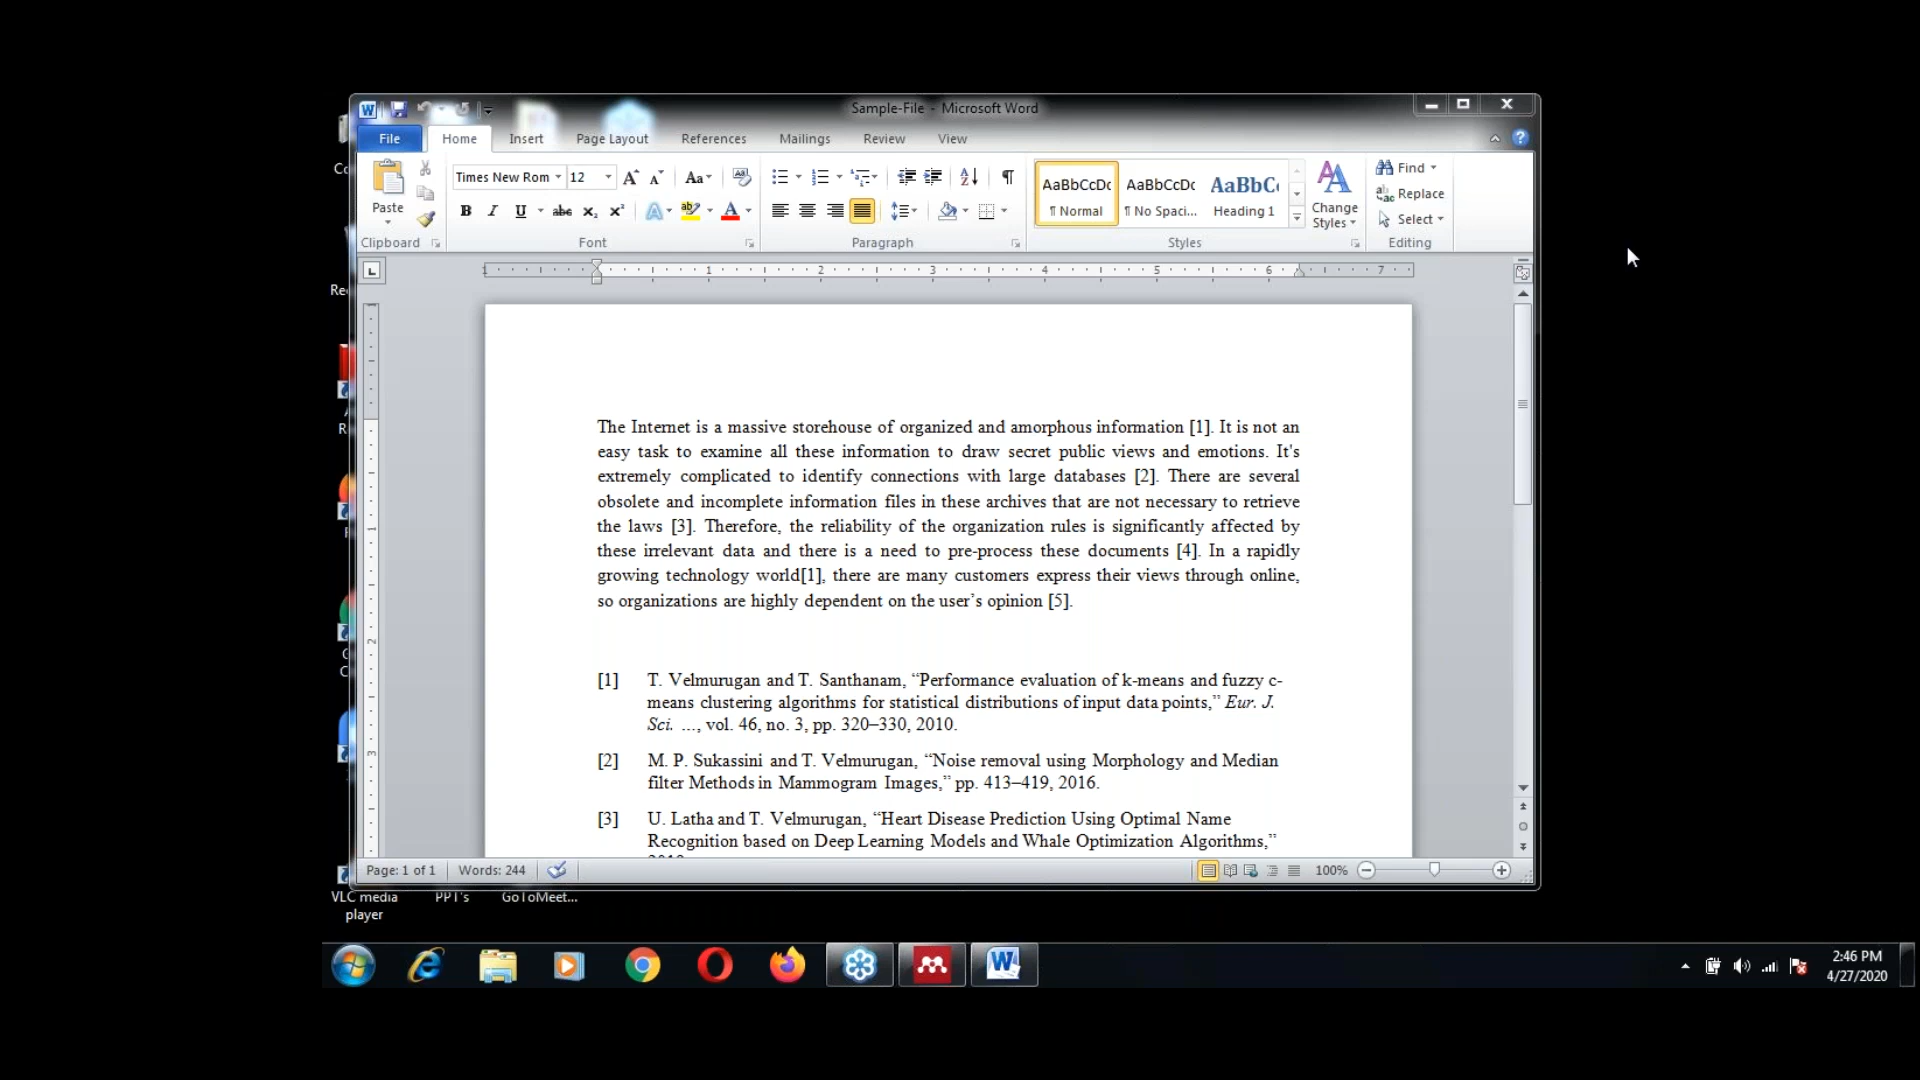 Sample-File - Microsoft Word
File Home Insert Page Layout References Mailings Review View
Times New Rom 12 Aa
Find
Paste
AaBbCcDc AaBbCcDc AaBbC
Replace
B I U abc x₂ x² A
¶ Normal ¶ No Spaci... Heading 1
Change
Styles
Select
Clipboard Font Paragraph Styles Editing
1 1 2 3 4 5 6 7
The Internet is a massive storehouse of organized and amorphous information [1]. It is not an
easy task to examine all these information to draw secret public views and emotions. It's
extremely complicated to identify connections with large databases [2]. There are several
obsolete and incomplete information files in these archives that are not necessary to retrieve
the laws [3]. Therefore, the reliability of the organization rules is significantly affected by
these irrelevant data and there is a need to pre-process these documents [4]. In a rapidly
growing technology world[1], there are many customers express their views through online,
so organizations are highly dependent on the user’s opinion [5].
[1] T. Velmurugan and T. Santhanam, “Performance evaluation of k-means and fuzzy c-
means clustering algorithms for statistical distributions of input data points,” Eur. J.
Sci. …, vol. 46, no. 3, pp. 320–330, 2010.
[2] M. P. Sukassini and T. Velmurugan, “Noise removal using Morphology and Median
filter Methods in Mammogram Images,” pp. 413–419, 2016.
[3] U. Latha and T. Velmurugan, “Heart Disease Prediction Using Optimal Name
Recognition based on Deep Learning Models and Whale Optimization Algorithms,”
Page: 1 of 1 Words: 244 100%
VLC media
player
PPT's
GoToMeet...
2:46 PM
4/27/2020